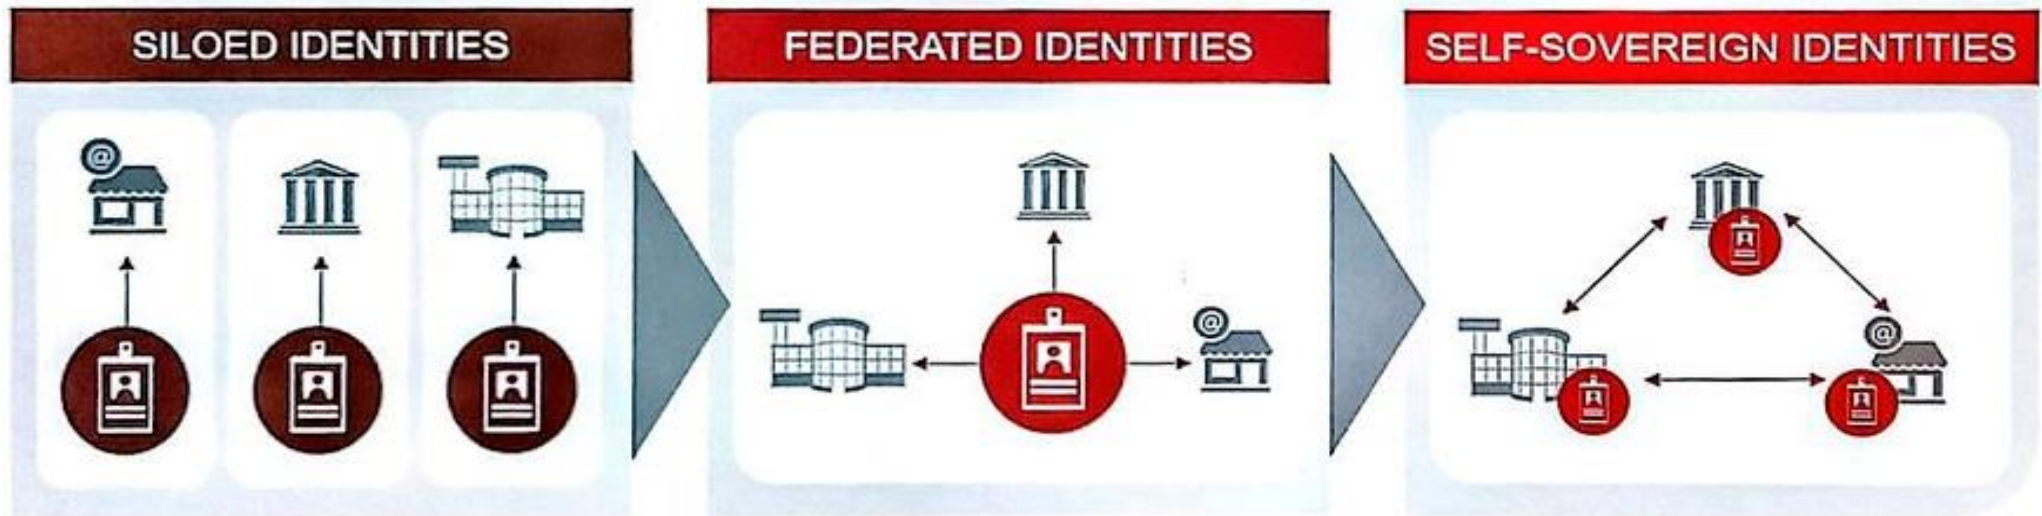 SILOED IDENTITIES
FEDERATED IDENTITIES
SELF-SOVEREIGN IDENTITIES
@
@
@